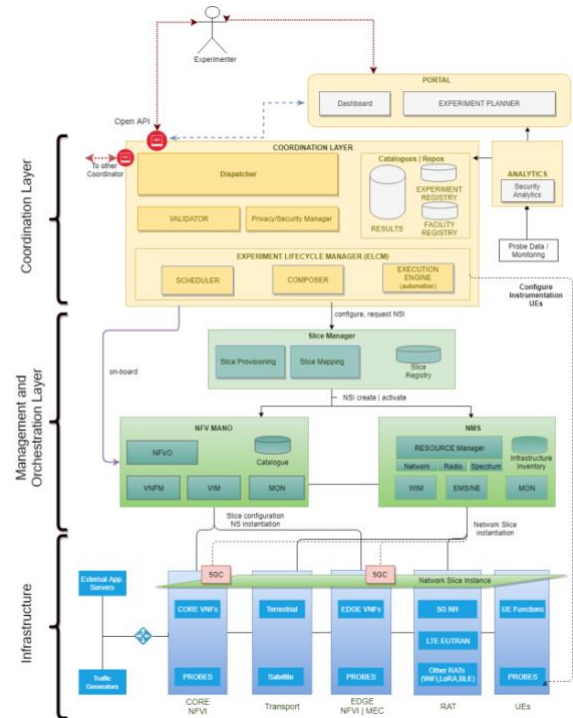 Experimenter
PORTAL
Dashboard
EXPERIMENT PLANNER
Open API
To other
Coordinator
COORDINATION LAYER
Dispatcher
Catalogues | Repos
EXPERIMENT
REGISTRY
FACILITY
REGISTRY
RESULTS
ANALYTICS
Security
Analytics
VALIDATOR
Privacy/Security Manager
Probe Data /
Monitoring
EXPERIMENT LIFECYCLE MANAGER (ELCM)
SCHEDULER
COMPOSER
EXECUTION
ENGINE
(automation)
Configure
Instrumentation
UEs
Coordination Layer
configure, request NSI
Slice Manager
Slice Provisioning
Slice Mapping
Slice
Registry
on-board
NSI create | activate
NFV MANO
NFVO
Catalogue
VNFM
VIM
MON
NMS
RESOURCE Manager
Network
Radio
Spectrum
Infrastructure
Inventory
WIM
EMS/NE
MON
Management and
Orchestration Layer
Slice configuration
NS instantiation
Network Slice
instantiation
5GC
5GC
Network Slice Instance
External App.
Servers
Traffic
Generators
CORE VNFs
PROBES
CORE
NFVI
Terrestrial
Satellite
Transport
EDGE VNFs
PROBES
EDGE
NFVI | MEC
5G NR
LTE EUTRAN
Other RATs
(WiFi,LoRA,BLE)
RAT
UE Functions
PROBES
UEs
Infrastructure